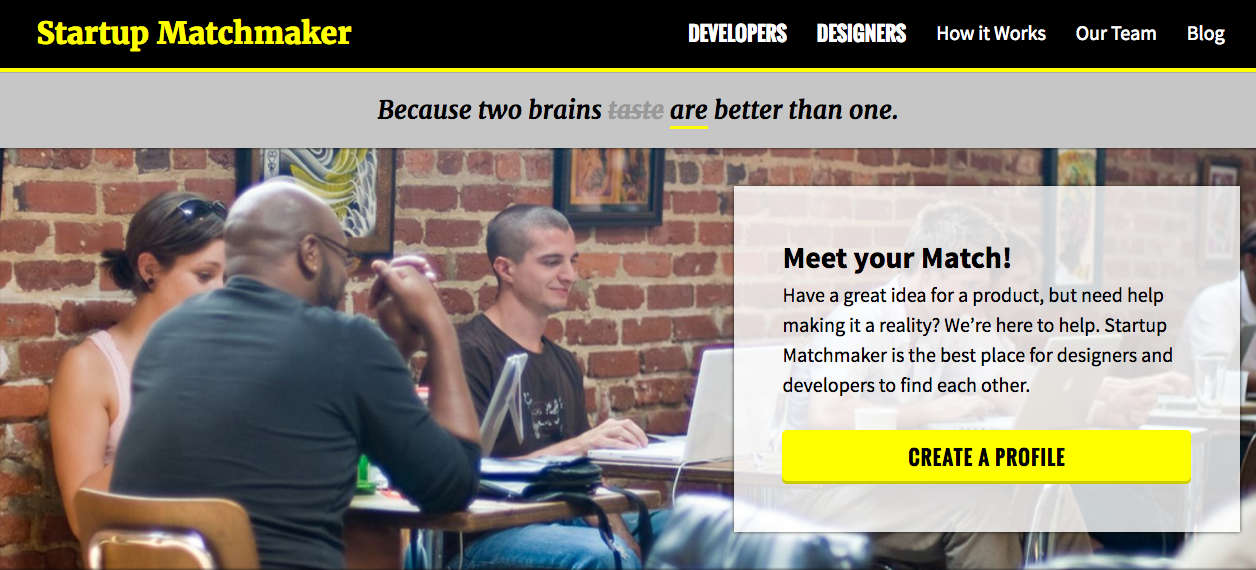 Startup Matchmaker
DEVELOPERS DESIGNERS How it Works Our Team Blog
Because two brains taste are better than one.
Meet your Match!
Have a great idea for a product, but need help
making it a reality? We’re here to help. Startup
Matchmaker is the best place for designers and
developers to find each other.
CREATE A PROFILE